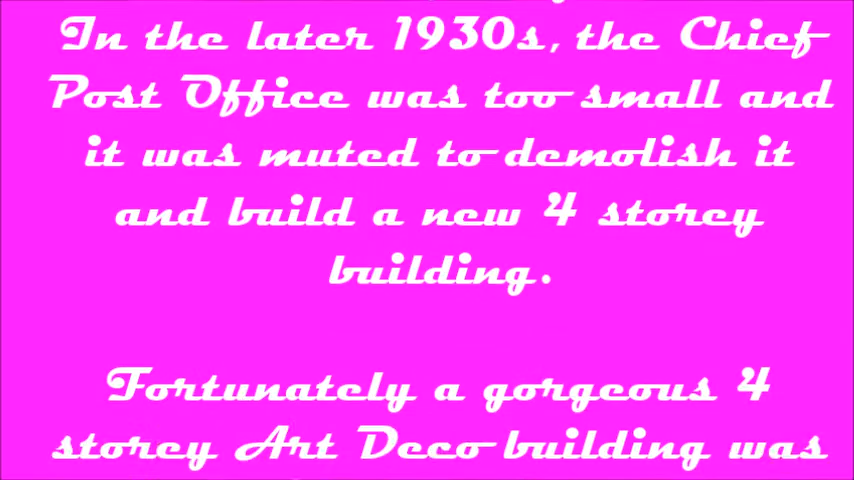 In the later 1930s, the Chief
Post Office was too small and
it was muted to demolish it
and build a new 4 storey
building.
Fortunately a gorgeous 4
storey Art Deco building was